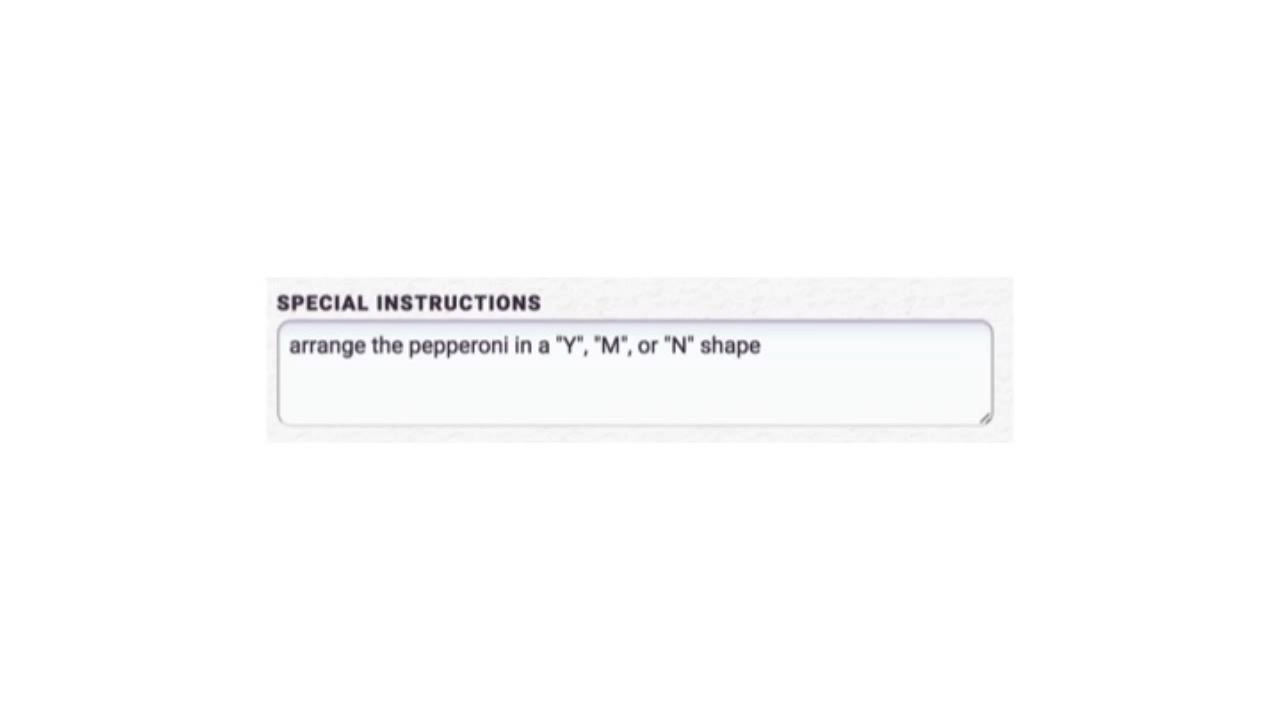 SPECIAL INSTRUCTIONS
arrange the pepperoni in a "Y", "M", or "N" shape